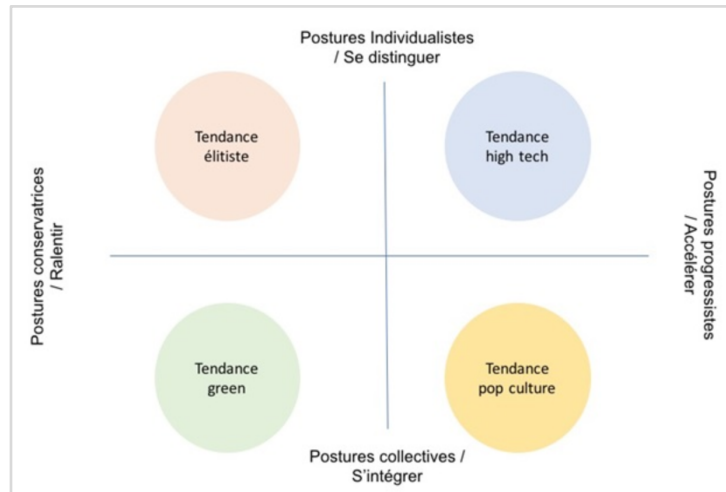 Postures Individualistes
/ Se distinguer
Tendance
élitiste
Tendance
high tech
Postures conservatrices
/ Ralentir
Postures progressistes
/ Accélérer
Tendance
green
Tendance
pop culture
Postures collectives /
S'intégrer